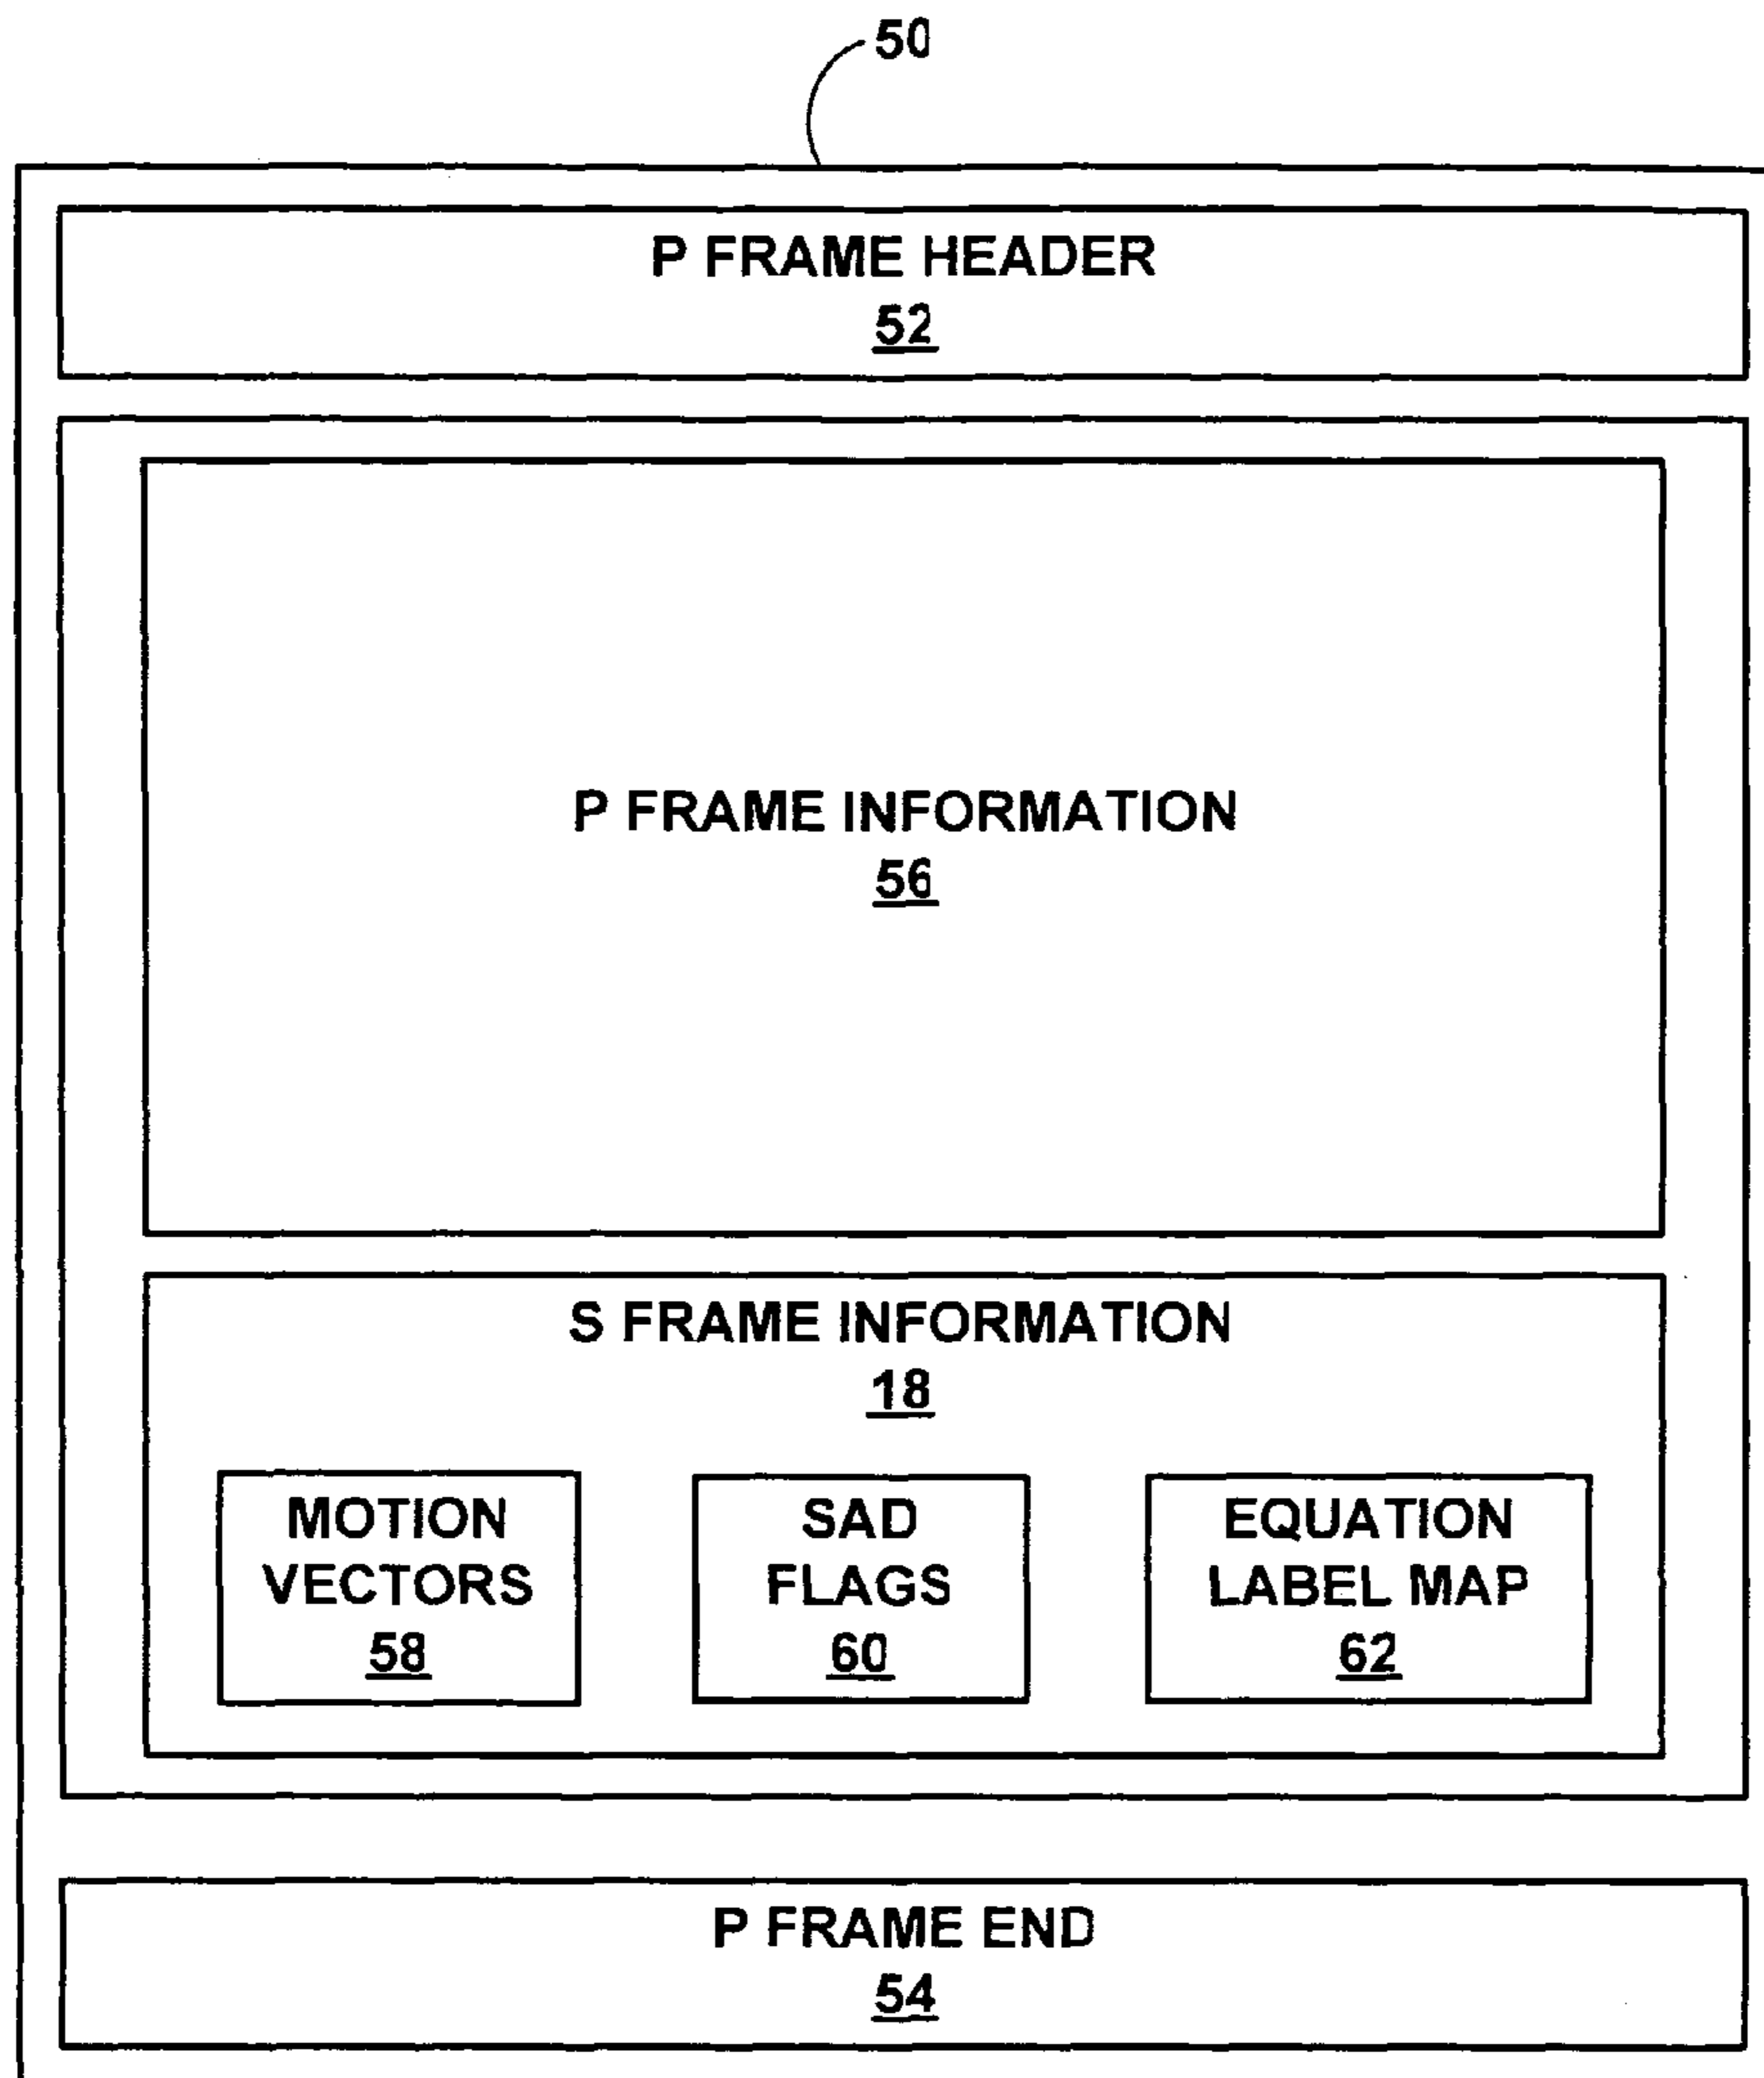 50
P FRAME HEADER
52
P FRAME INFORMATION
56
S FRAME INFORMATION
18
MOTION
VECTORS
58
SAD
FLAGS
60
EQUATION
LABEL MAP
62
P FRAME END
54